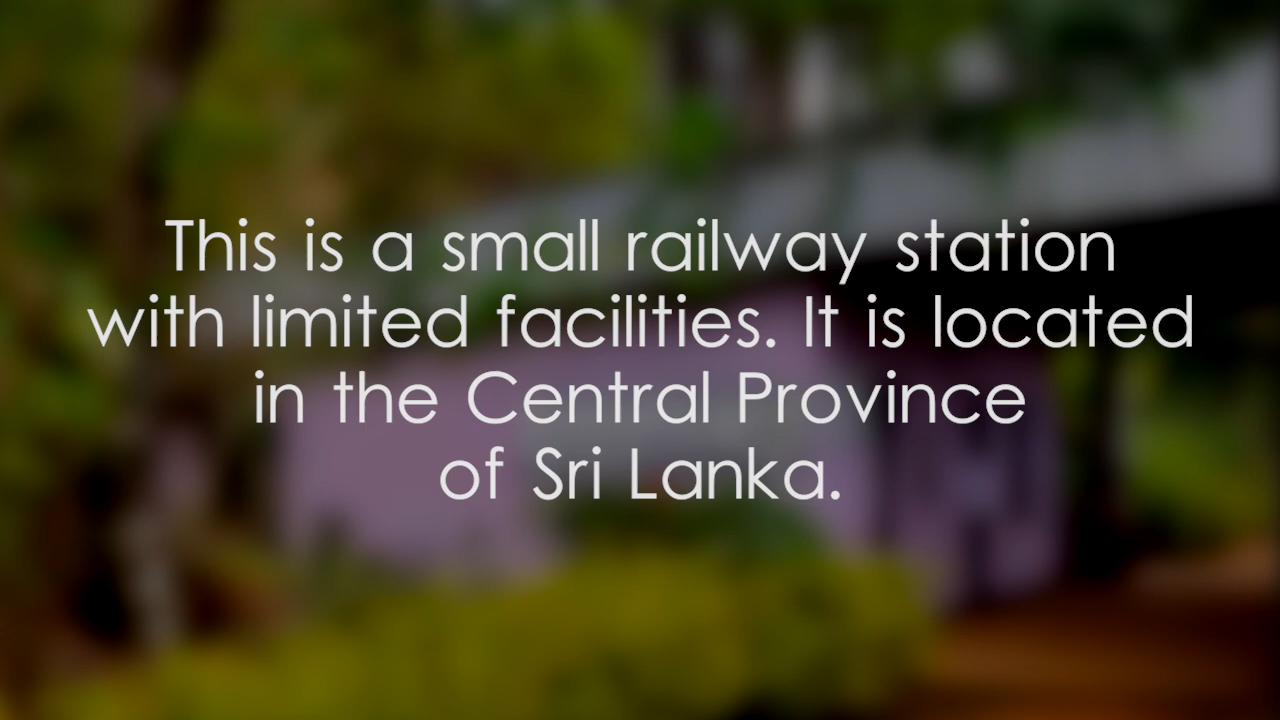 This is a small railway station
with limited facilities. It is located
in the Central Province
of Sri Lanka.